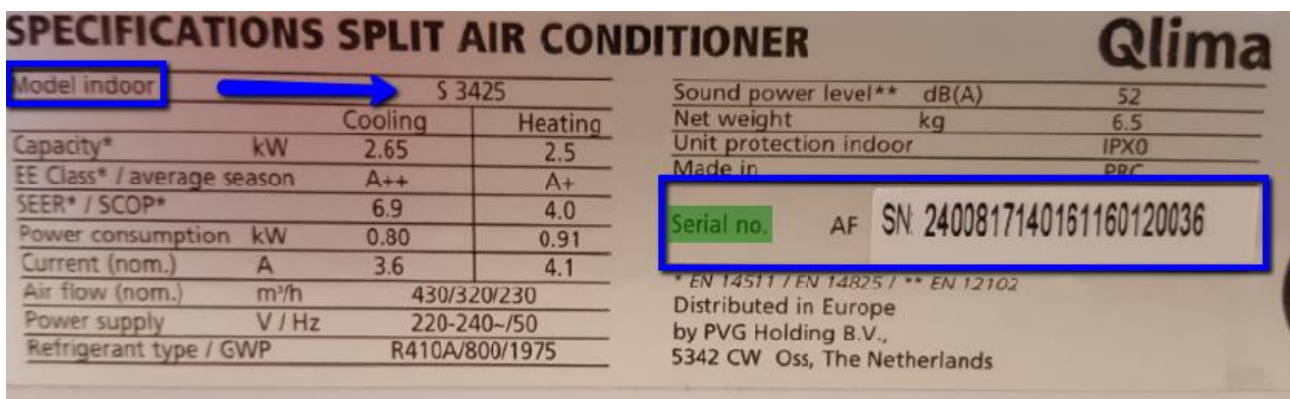 SPECIFICATIONS SPLIT AIR CONDITIONER
Qlima
Model indoor S 3425
Cooling Heating
Capacity* kW 2.65 2.5
EE Class* / average season A++ A+
SEER* / SCOP* 6.9 4.0
Power consumption kW 0.80 0.91
Current (nom.) A 3.6 4.1
Air flow (nom.) m³/h 430/320/230
Power supply V / Hz 220-240~/50
Refrigerant type / GWP R410A/800/1975
Sound power level** dB(A) 52
Net weight kg 6.5
Unit protection indoor IPX0
Made in PRC
Serial no. AF SN: 2400817140161160120036
* EN 14511 / EN 14825 / ** EN 12102
Distributed in Europe
by PVG Holding B.V.,
5342 CW Oss, The Netherlands